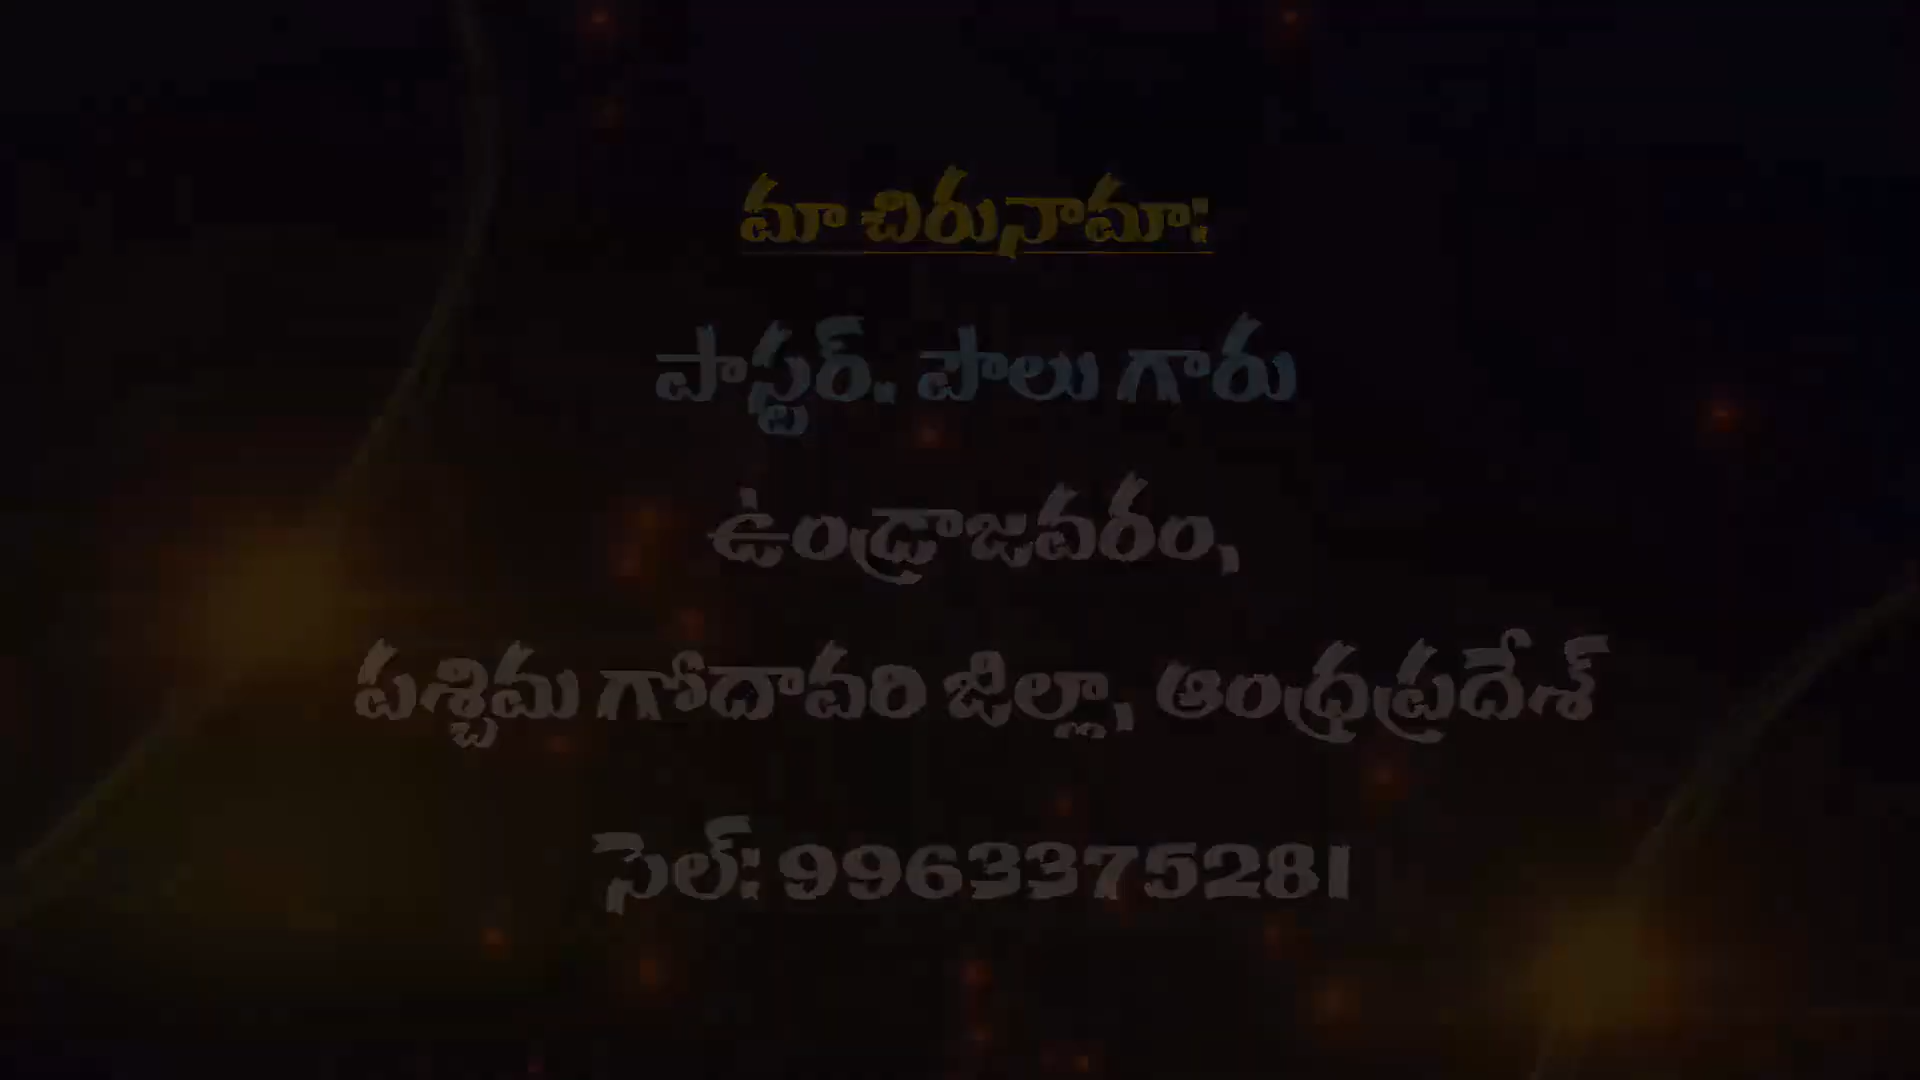 మా చిరునామా:
పాస్టర్. పౌలు గారు
ఉండ్రాజవరం,
పశ్చిమ గోదావరి జిల్లా, ఆంధ్రప్రదేశ్
సెల్: 9963375281